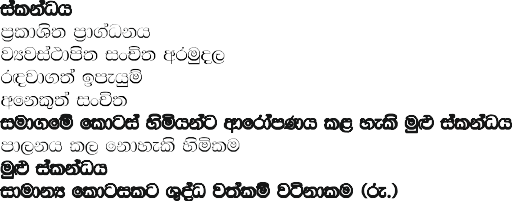 ස්කන්ධය
ප්‍රකාශිත ප්‍රාග්ධනය
ව්‍යවස්ථාපිත සංචිත අරමුදල
රඳවාගත් ඉපැයුම්
අනෙකුත් සංචිත
සමාගමේ කොටස් හිමියන්ට ආරෝපණය කළ හැකි මුළු ස්කන්ධය
පාලනය කල නොහැකි හිමිකම
මුළු ස්කන්ධය
සාමාන්‍ය කොටසකට ශුද්ධ වත්කම් වටිනාකම (රු.)